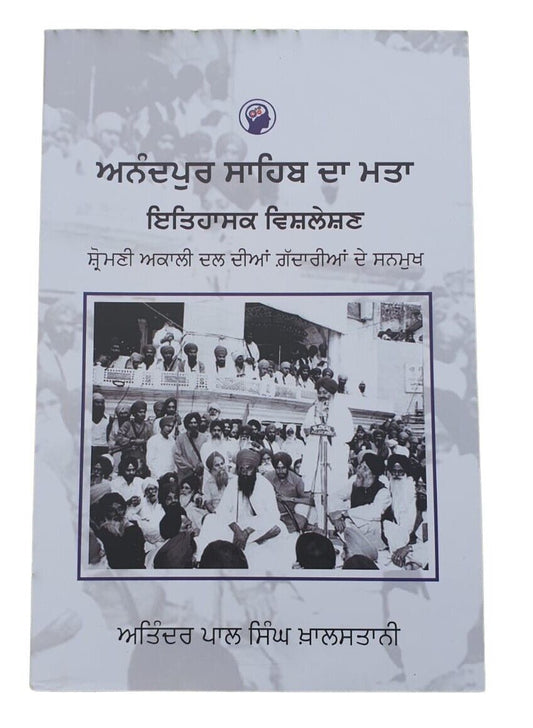 ਅਨੰਦਪੁਰ ਸਾਹਿਬ ਦਾ ਮਤਾ
ਇਤਿਹਾਸਕ ਵਿਸ਼ਲੇਸ਼ਣ
ਸ਼੍ਰੋਮਣੀ ਅਕਾਲੀ ਦਲ ਦੀਆਂ ਗ਼ੱਦਾਰੀਆਂ ਦੇ ਸਨਮੁਖ
ਅਤਿੰਦਰ ਪਾਲ ਸਿੰਘ ਖ਼ਾਲਸਤਾਨੀ